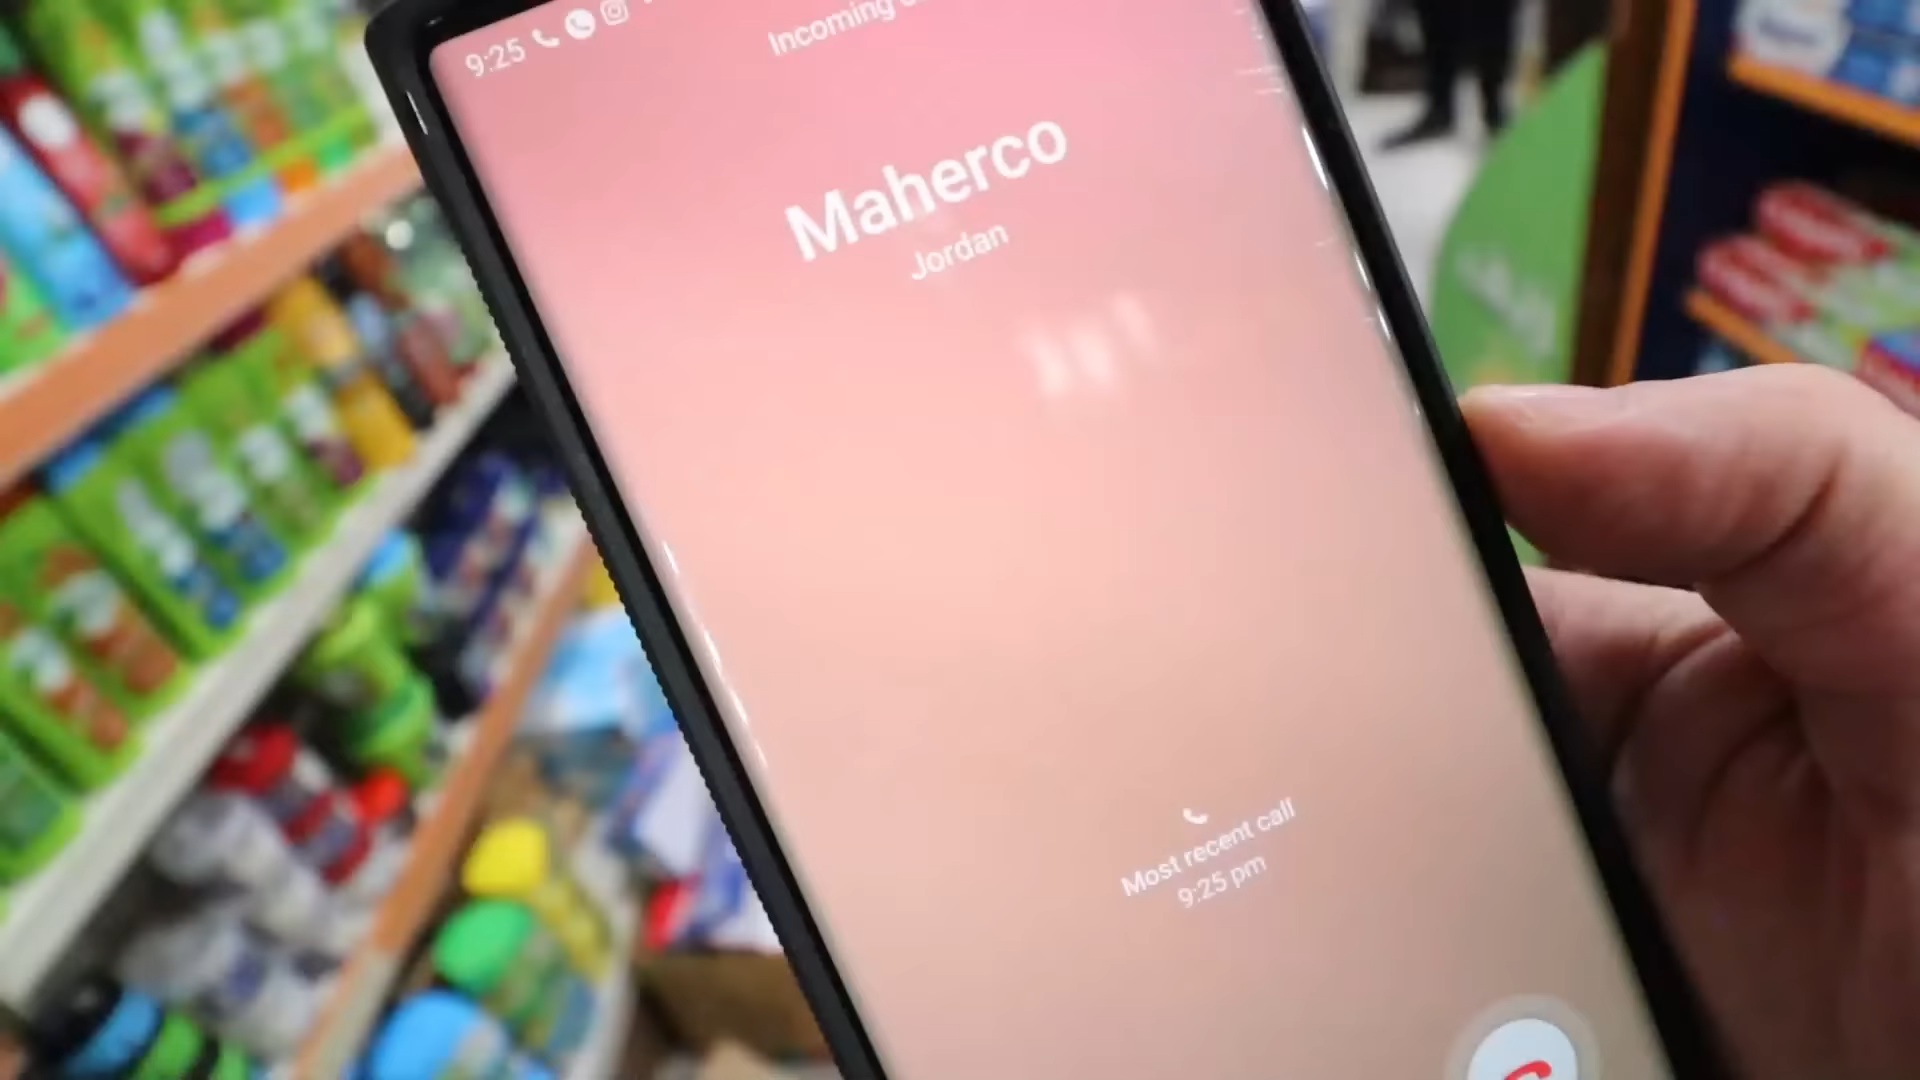 9:25
Incoming
Maherco
Jordan
Most recent call
9:25 pm